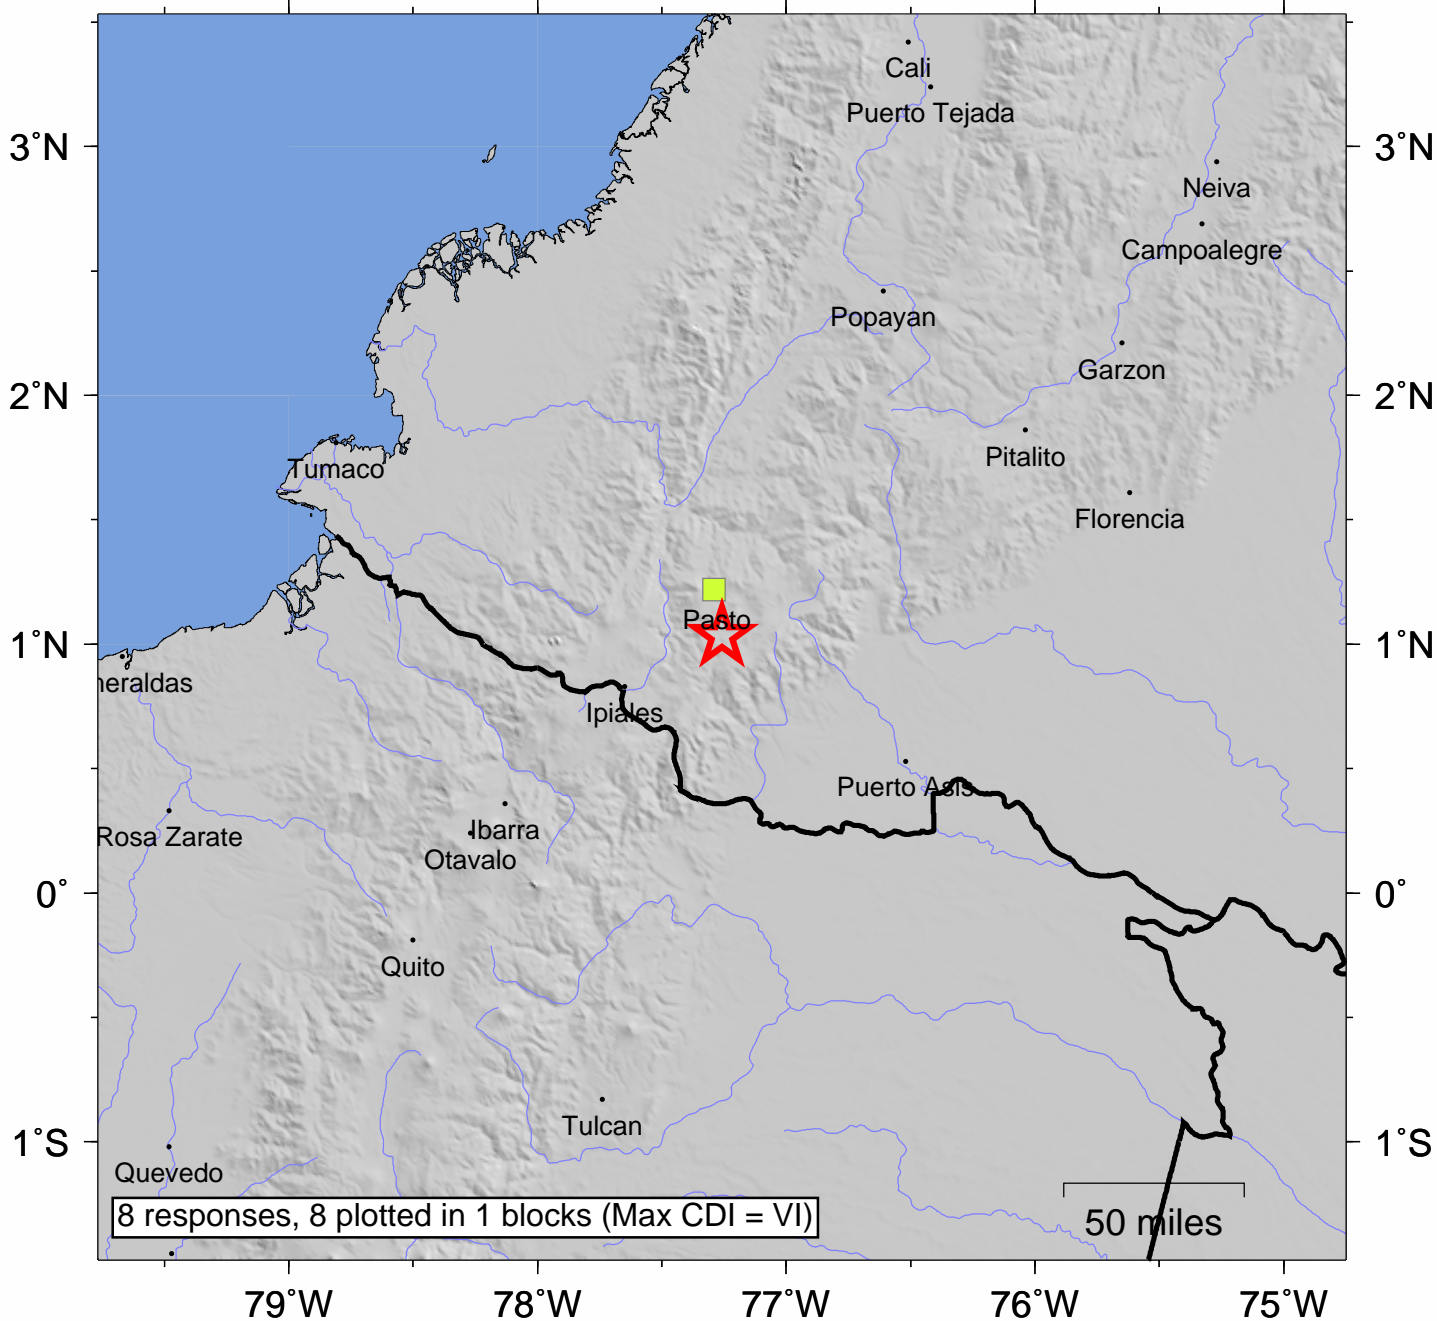 Cali
Puerto Tejada
3˚N
3˚N
Neiva
Campoalegre
Popayan
Garzon
2˚N
2˚N
Pitalito
Tumaco
Florencia
Pasto
1˚N
1˚N
neraldas
Ipiales
Puerto Asis
Rosa Zarate
Ibarra
Otavalo
0˚
0˚
Quito
Tulcan
1˚S
1˚S
Quevedo
8 responses, 8 plotted in 1 blocks (Max CDI = VI)
50 miles
79˚W
78˚W
77˚W
76˚W
75˚W